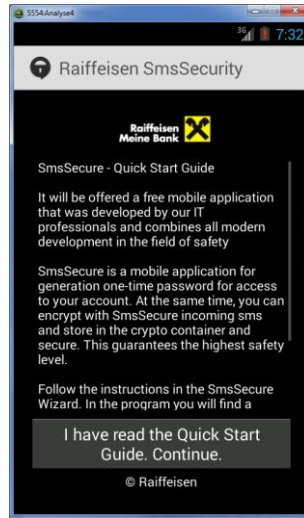 5554:Analyse4
3G 7:32
Raiffeisen SmsSecurity
Raiffeisen
Meine Bank
SmsSecure - Quick Start Guide
It will be offered a free mobile application
that was developed by our IT
professionals and combines all modern
development in the field of safety
SmsSecure is a mobile application for
generation one-time password for access
to your account. At the same time, you can
encrypt with SmsSecure incoming sms
and store in the crypto container and
secure. This guarantees the highest safety
level.
Follow the instructions in the SmsSecure
Wizard. In the program you will find a
I have read the Quick Start
Guide. Continue.
© Raiffeisen